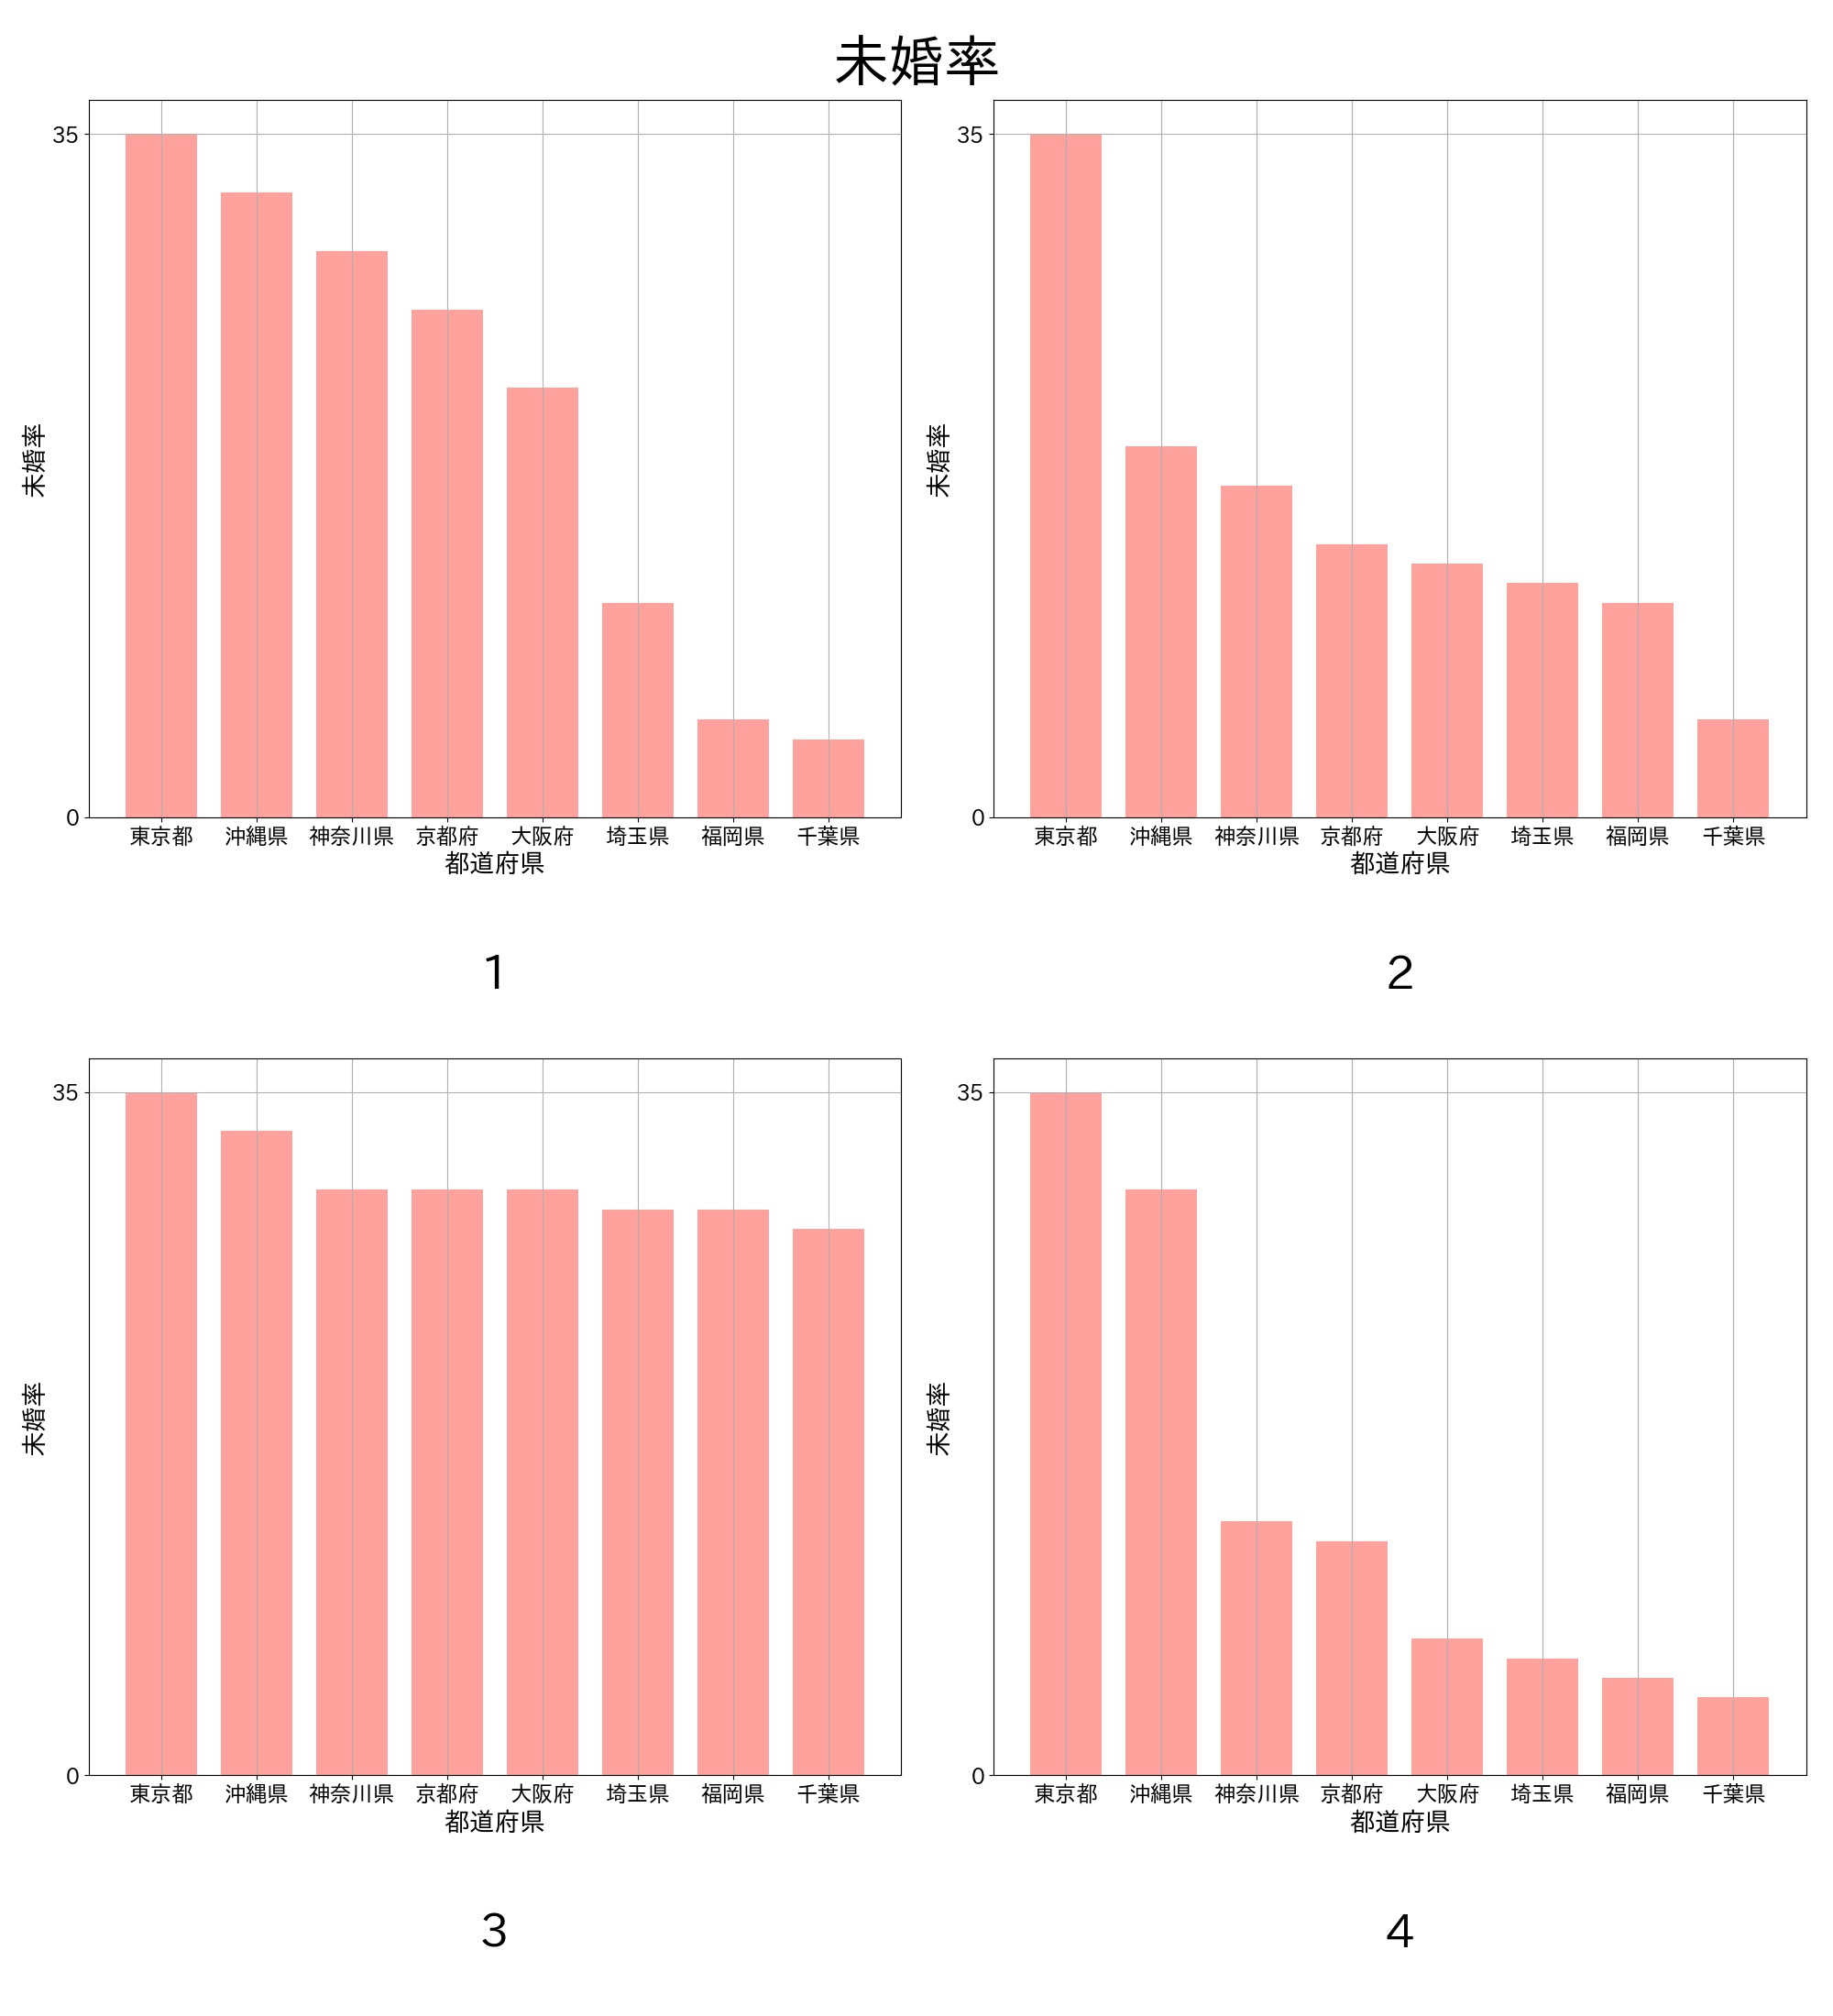 未婚率
35
0
未婚率
東京都 沖縄県 神奈川県 京都府 大阪府 埼玉県 福岡県 千葉県
都道府県
1
35
0
未婚率
東京都 沖縄県 神奈川県 京都府 大阪府 埼玉県 福岡県 千葉県
都道府県
2
35
0
未婚率
東京都 沖縄県 神奈川県 京都府 大阪府 埼玉県 福岡県 千葉県
都道府県
3
35
0
未婚率
東京都 沖縄県 神奈川県 京都府 大阪府 埼玉県 福岡県 千葉県
都道府県
4